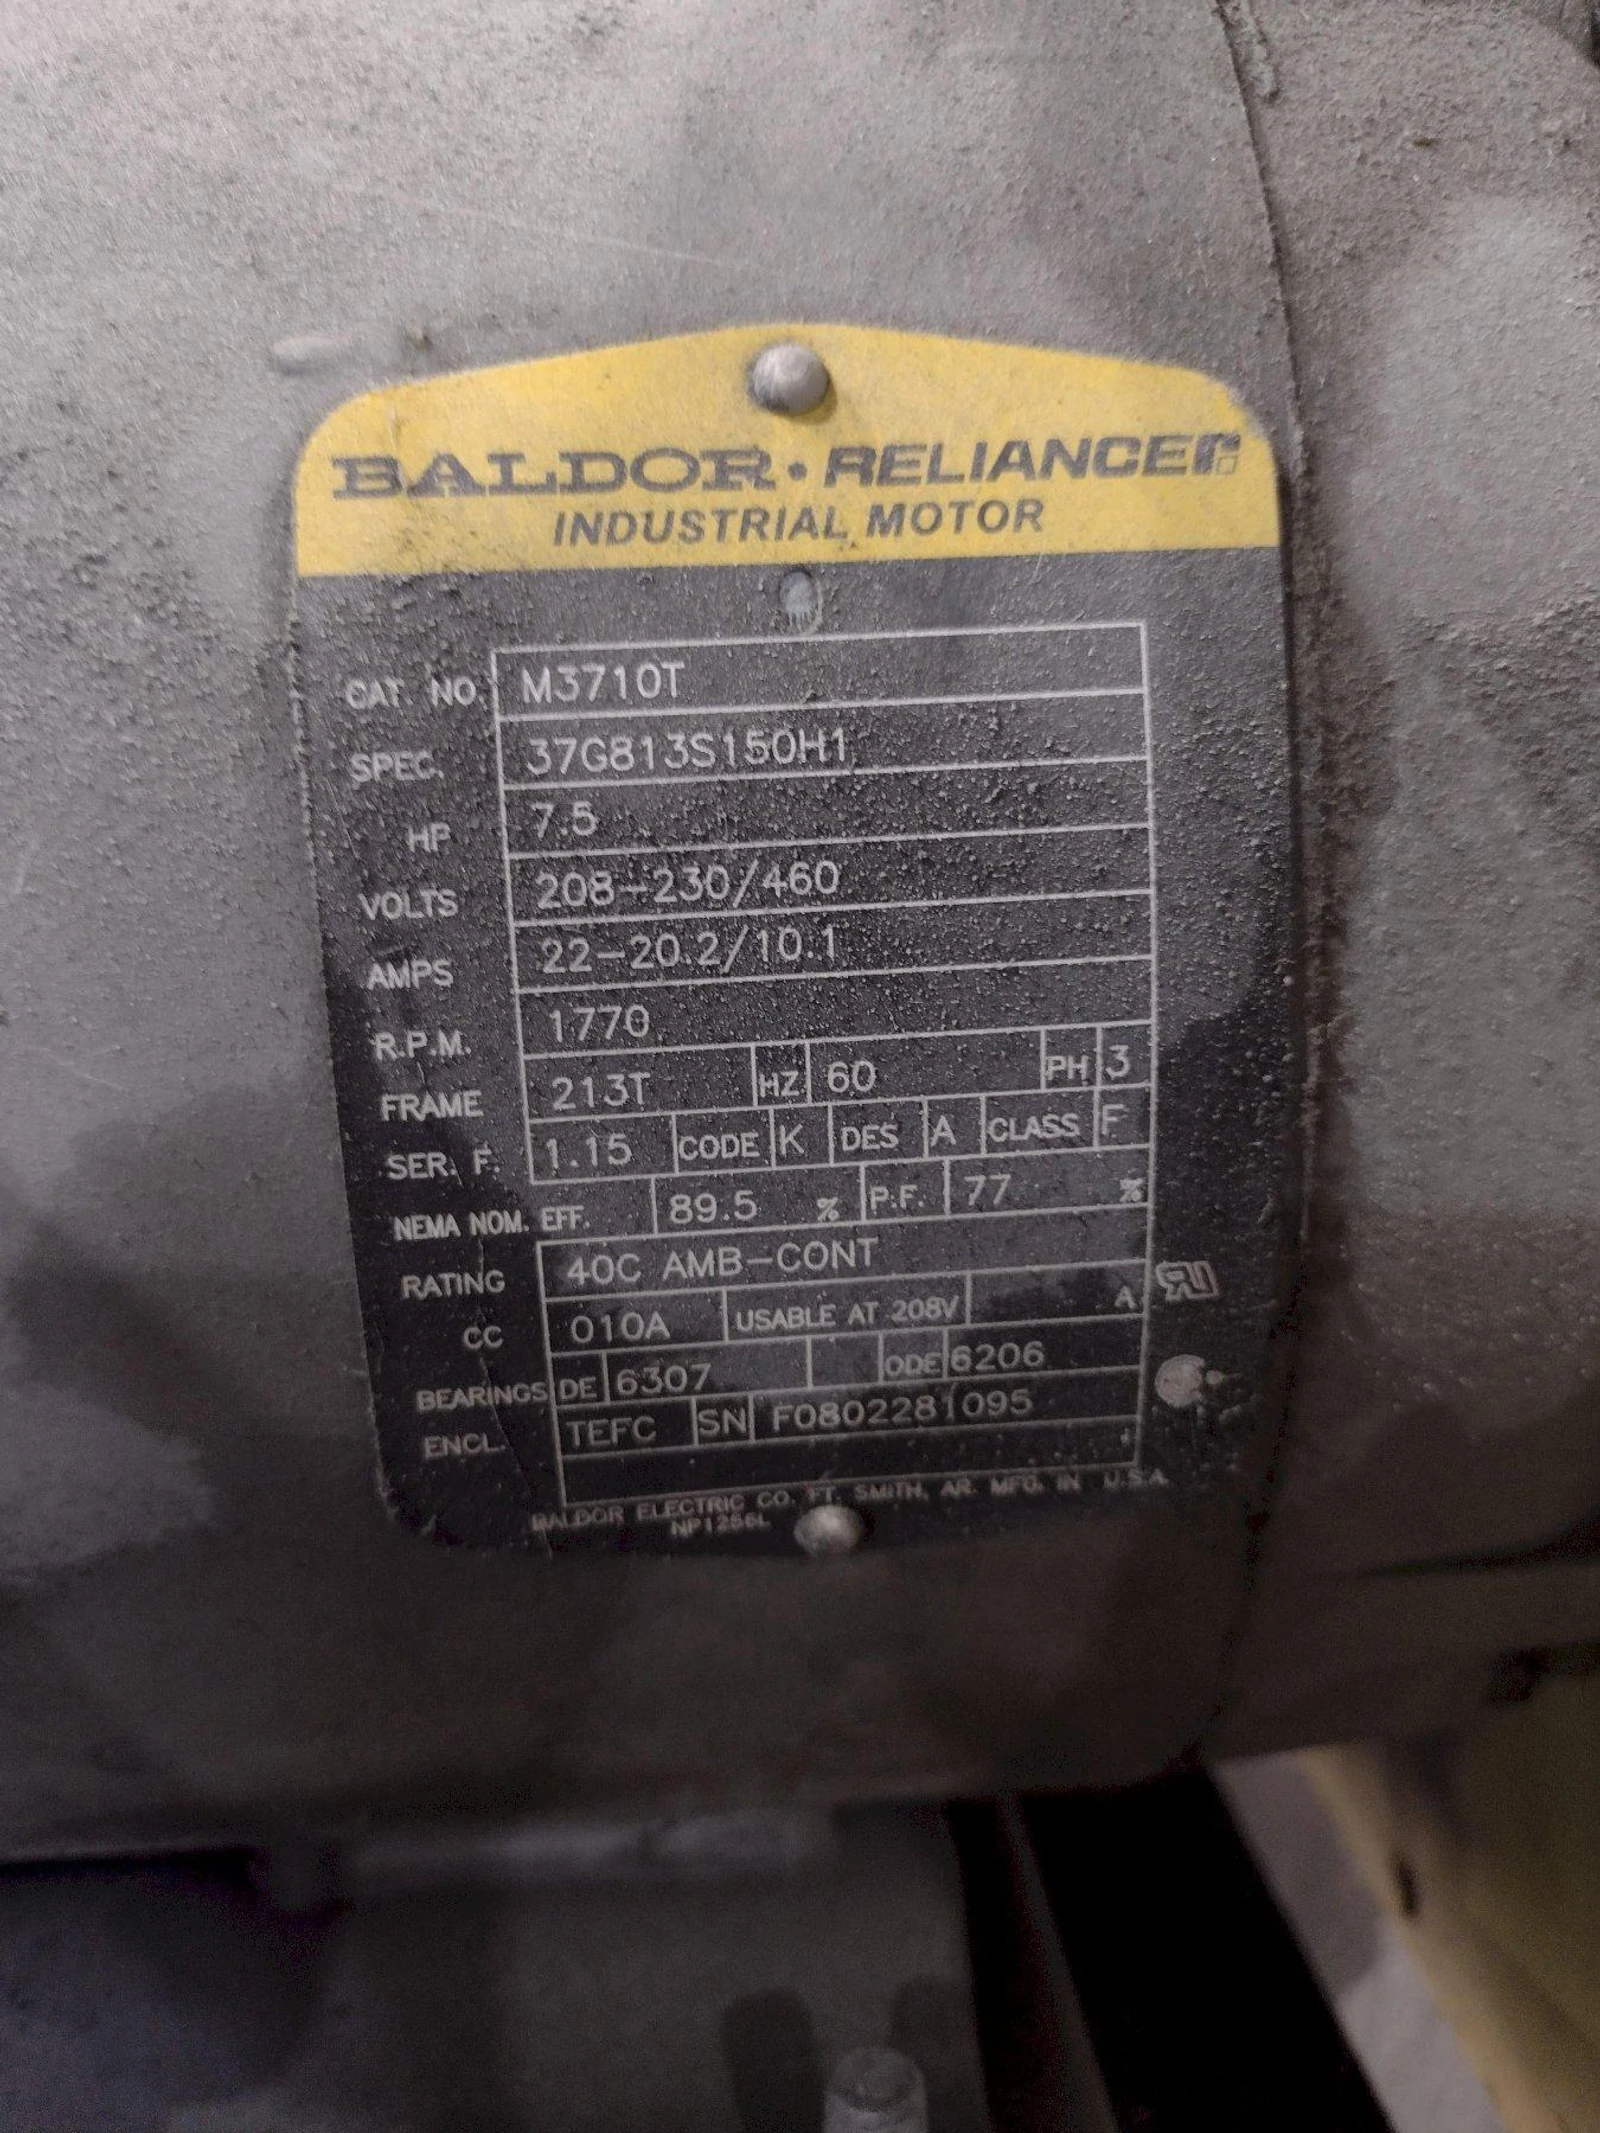 BALDOR • RELIANCER
INDUSTRIAL MOTOR
CAT. NO. M3710T
SPEC. 37G813S150H1
HP 7.5
VOLTS 208-230/460
AMPS 22-20.2/10.1
R.P.M. 1770
FRAME 213T HZ 60 PH 3
SER. F. 1.15 CODE K DES A CLASS F
NEMA NOM. EFF. 89.5 % P.F. 77 %
RATING 40C AMB-CONT
CC 010A USABLE AT 208V A
BEARINGS DE 6307 ODE 6206
ENCL. TEFC SN F0802281095
BALDOR ELECTRIC CO. FT. SMITH, AR. MFG. IN U.S.A.
NP1256L